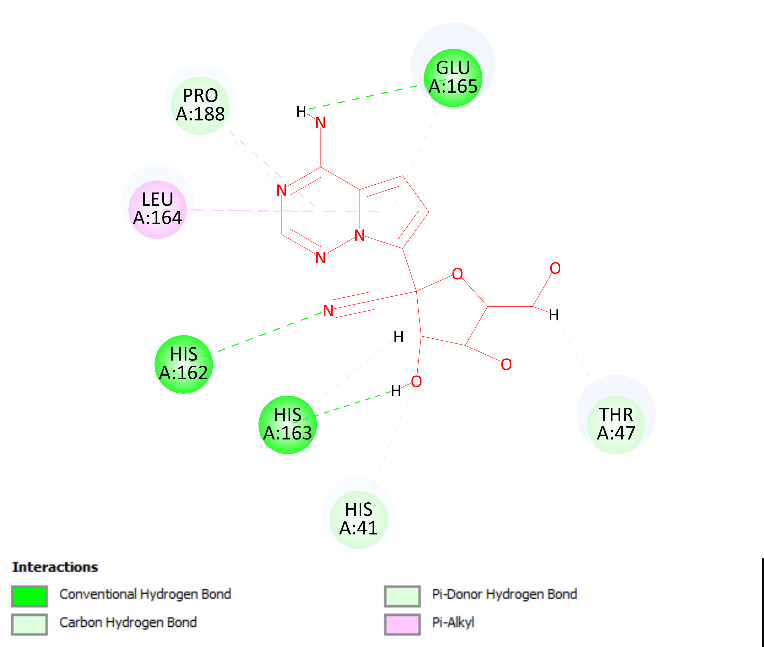 GLU
A:165
PRO
A:188
H
N
N
LEU
A:164
N
N
O
O
N
H
H
HIS
A:162
O
O
H
HIS
A:163
THR
A:47
HIS
A:41
Interactions
Conventional Hydrogen Bond
Carbon Hydrogen Bond
Pi-Donor Hydrogen Bond
Pi-Alkyl